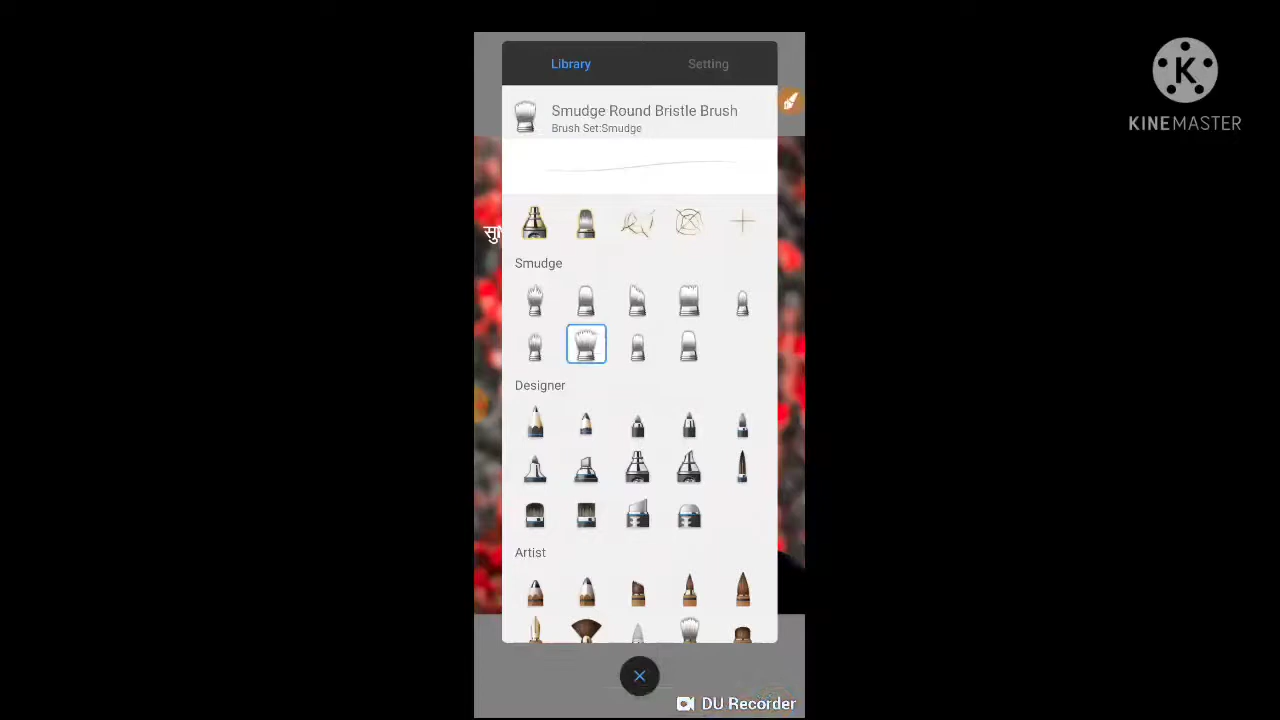 Library
Setting
Smudge Round Bristle Brush
Brush Set:Smudge
Smudge
Designer
Artist
KINEMASTER
DU Recorder